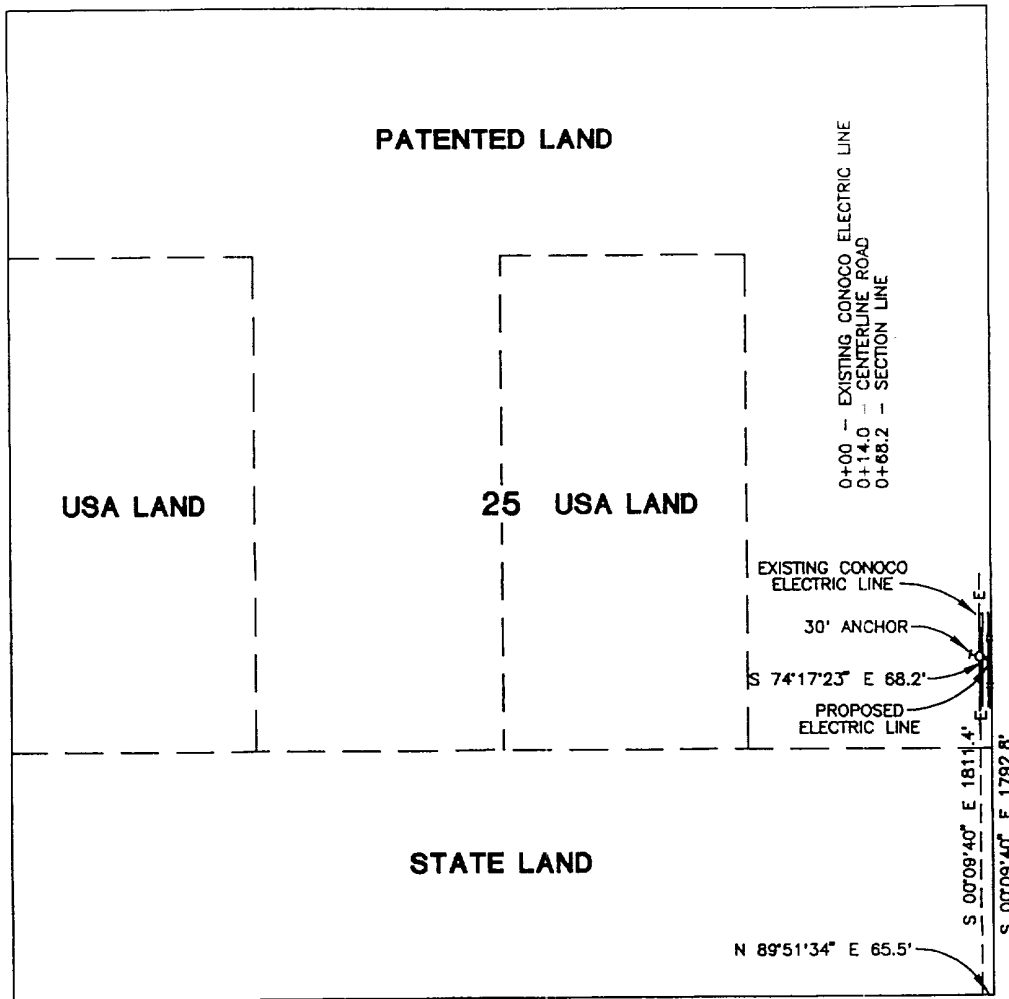 PATENTED LAND
0+00 – EXISTING CONOCO ELECTRIC LINE
0+14.0 – CENTERLINE ROAD
0+68.2 – SECTION LINE
USA LAND
25
USA LAND
EXISTING CONOCO
ELECTRIC LINE
E
30' ANCHOR
S 74°17'23" E 68.2'
PROPOSED
ELECTRIC LINE
E
S 00°09'40" E 1811.4'
S 00°09'40" E 1792.8'
STATE LAND
N 89°51'34" E 65.5'